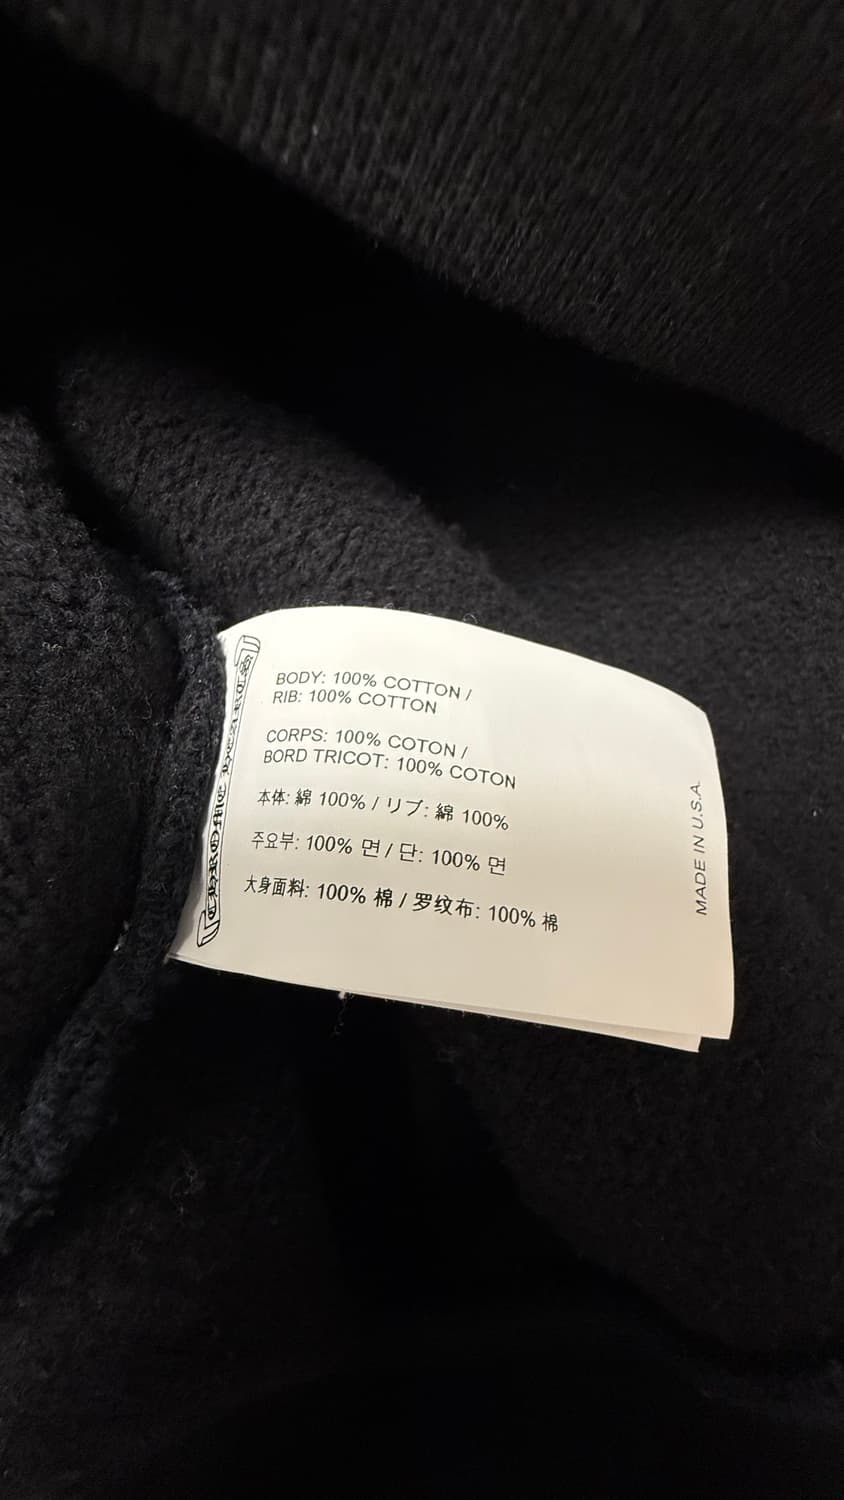 CHROME HEARTS
BODY: 100% COTTON /
RIB: 100% COTTON
CORPS: 100% COTON /
BORD TRICOT: 100% COTON
本体: 綿 100% / リブ: 綿 100%
주요부: 100% 면 / 단: 100% 면
大身面料: 100% 棉 / 罗纹布: 100% 棉
MADE IN U.S.A.